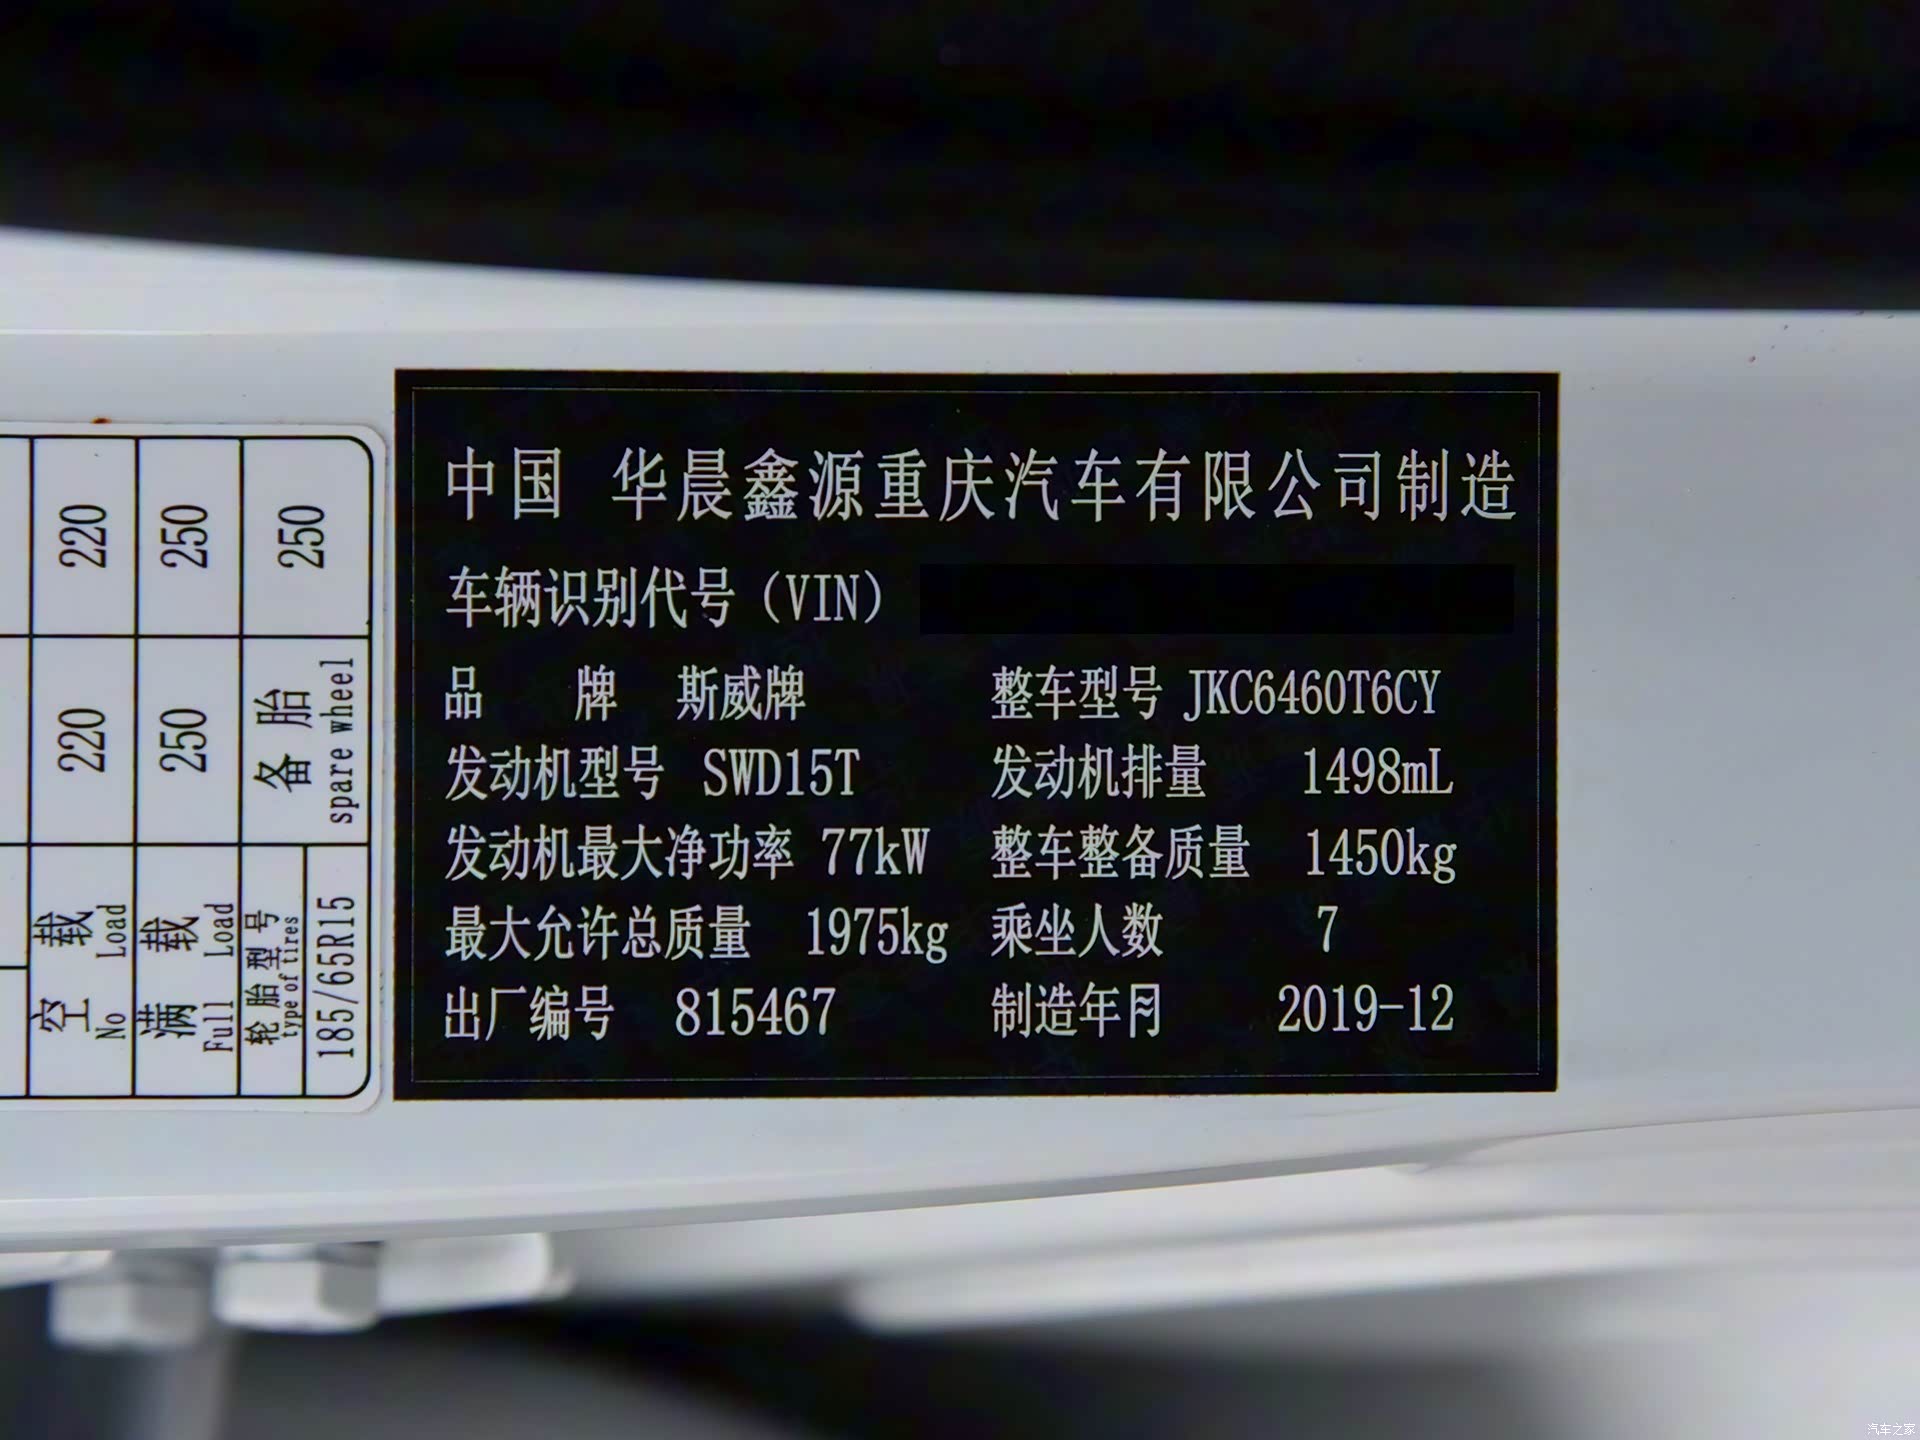 中国 华晨鑫源重庆汽车有限公司制造
车辆识别代号（VIN）
品 牌 斯威牌 整车型号 JKC6460T6CY
发动机型号 SWD15T 发动机排量 1498mL
发动机最大净功率 77kW 整车整备质量 1450kg
最大允许总质量 1975kg 乘坐人数 7
出厂编号 815467 制造年月 2019-12
空载 No Load 220 220
满载 Full Load 250 250
轮胎型号 type of tires 185/65R15
备胎 spare wheel 250
汽车之家